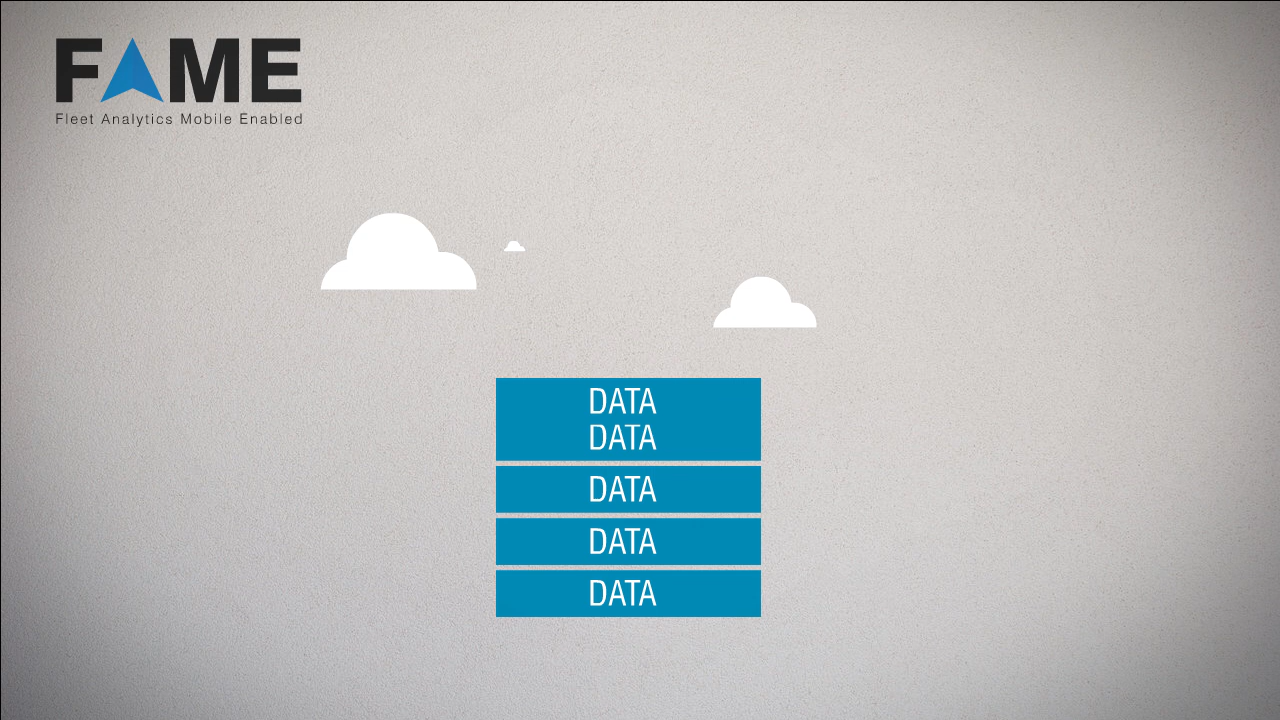 FAME
Fleet Analytics Mobile Enabled
DATA
DATA
DATA
DATA
DATA